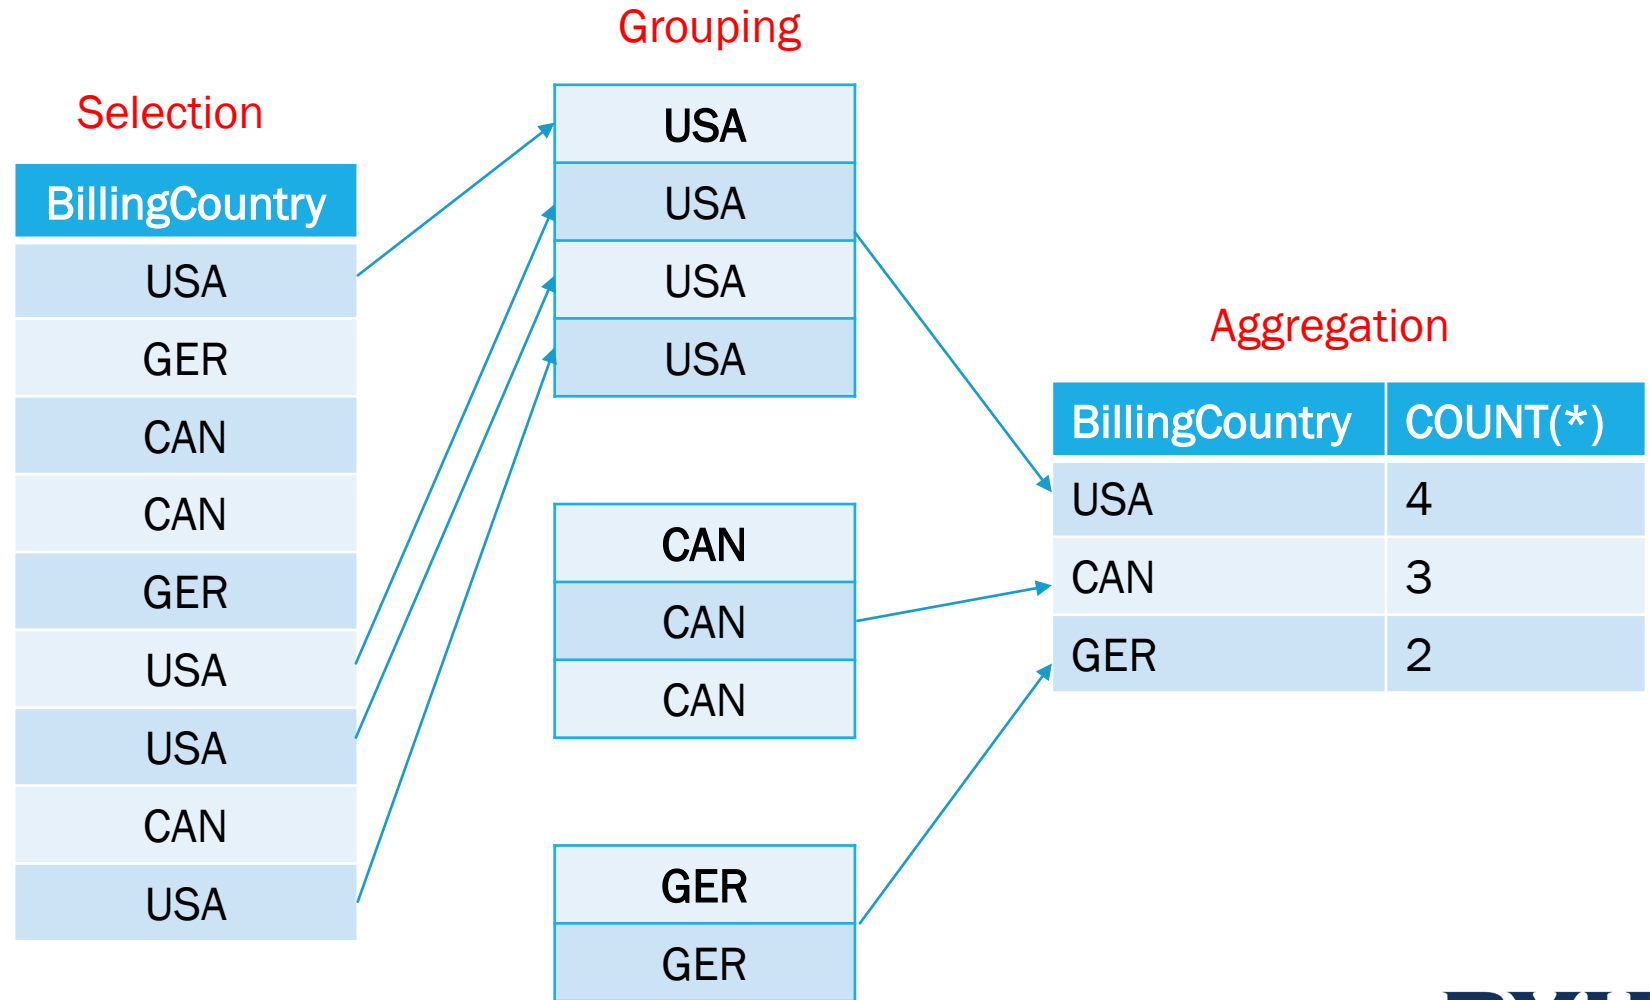 Grouping
Selection
BillingCountry
USA
GER
CAN
CAN
GER
USA
USA
CAN
USA
USA
USA
USA
USA
CAN
CAN
CAN
GER
GER
Aggregation
BillingCountry COUNT(*)
USA 4
CAN 3
GER 2